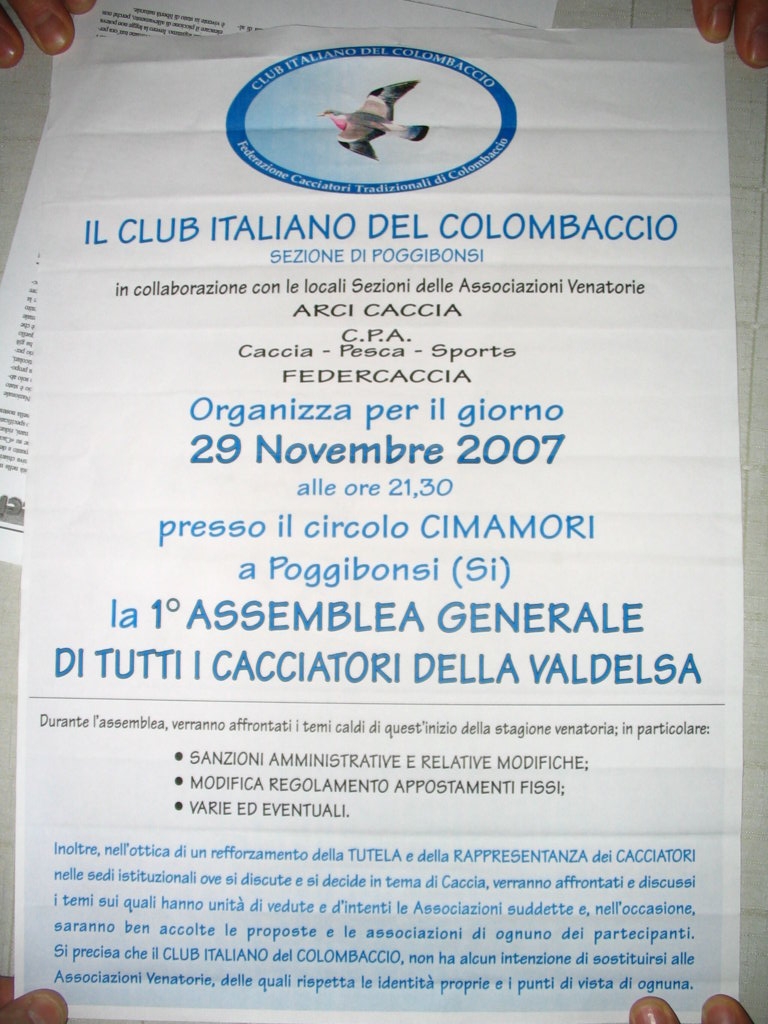 CLUB ITALIANO DEL COLOMBACCIO
Federazione Cacciatori Tradizionali di Colombaccio
IL CLUB ITALIANO DEL COLOMBACCIO
SEZIONE DI POGGIBONSI
in collaborazione con le locali Sezioni delle Associazioni Venatorie
ARCI CACCIA
C.P.A.
Caccia - Pesca - Sports
FEDERCACCIA
Organizza per il giorno
29 Novembre 2007
alle ore 21,30
presso il circolo CIMAMORI
a Poggibonsi (Si)
la 1° ASSEMBLEA GENERALE
DI TUTTI I CACCIATORI DELLA VALDELSA
Durante l'assemblea, verranno affrontati i temi caldi di quest'inizio della stagione venatoria; in particolare:
• SANZIONI AMMINISTRATIVE E RELATIVE MODIFICHE;
• MODIFICA REGOLAMENTO APPOSTAMENTI FISSI;
• VARIE ED EVENTUALI.
Inoltre, nell'ottica di un refforzamento della TUTELA e della RAPPRESENTANZA dei CACCIATORI
nelle sedi istituzionali ove si discute e si decide in tema di Caccia, verranno affrontati e discussi
i temi sui quali hanno unità di vedute e d'intenti le Associazioni suddette e, nell'occasione,
saranno ben accolte le proposte e le associazioni di ognuno dei partecipanti.
Si precisa che il CLUB ITALIANO del COLOMBACCIO, non ha alcun intenzione di sostituirsi alle
Associazioni Venatorie, delle quali rispetta le identità proprie e i punti di vista di ognuna.